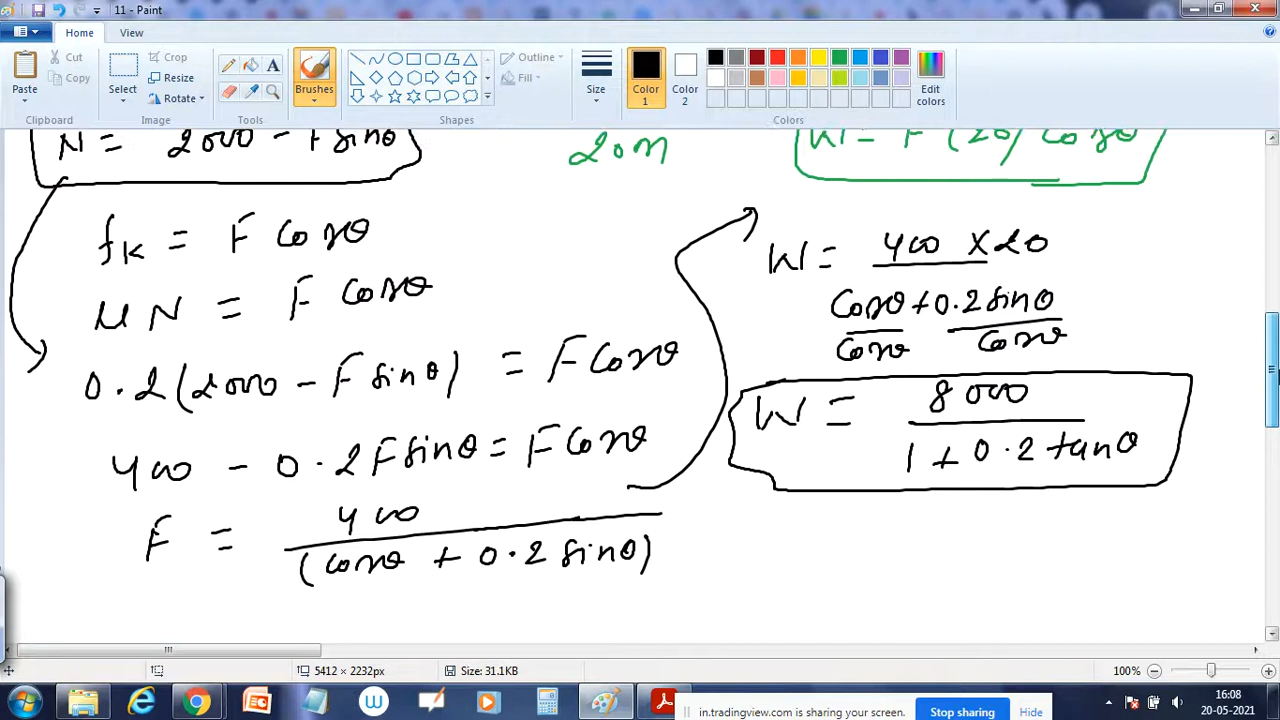 11 - Paint
Home View
Paste
Cut
Copy
Clipboard
Select
Crop
Resize
Rotate
Image
Tools
Brushes
Outline
Fill
Shapes
Size
Color 1
Color 2
Edit colors
Colors
N = 2000 - F sinθ
20m
W = F (20) Cosθ
fK = F Cosθ
μN = F Cosθ
0.2(2000 - F sinθ) = F Cosθ
400 - 0.2F sinθ = F Cosθ
F = 400
(Cosθ + 0.2 sinθ)
W = 400 X 20
Cosθ + 0.2 sinθ
Cosθ Cosθ
W = 8000
1 + 0.2 tanθ
5412 × 2232px
Size: 31.1KB
100%
in.tradingview.com is sharing your screen.
Stop sharing
Hide
16:08
20-05-2021